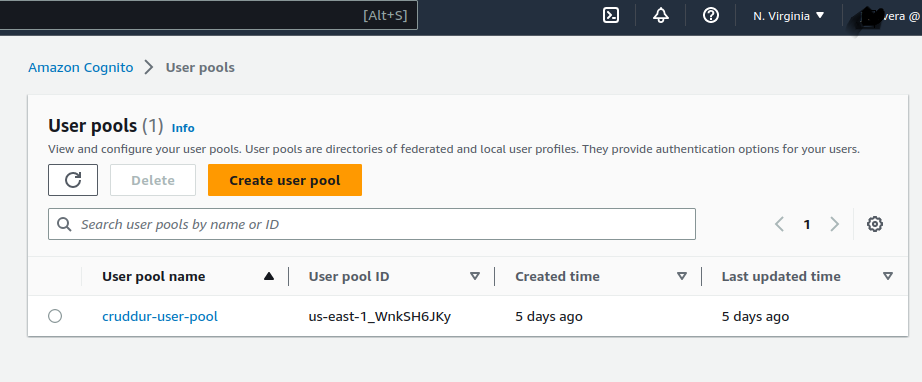 [Alt+S]
N. Virginia
vera @
Amazon Cognito
User pools
User pools (1) Info
View and configure your user pools. User pools are directories of federated and local user profiles. They provide authentication options for your users.
Delete
Create user pool
Search user pools by name or ID
1
User pool name User pool ID Created time Last updated time
cruddur-user-pool us-east-1_WnkSH6JKy 5 days ago 5 days ago